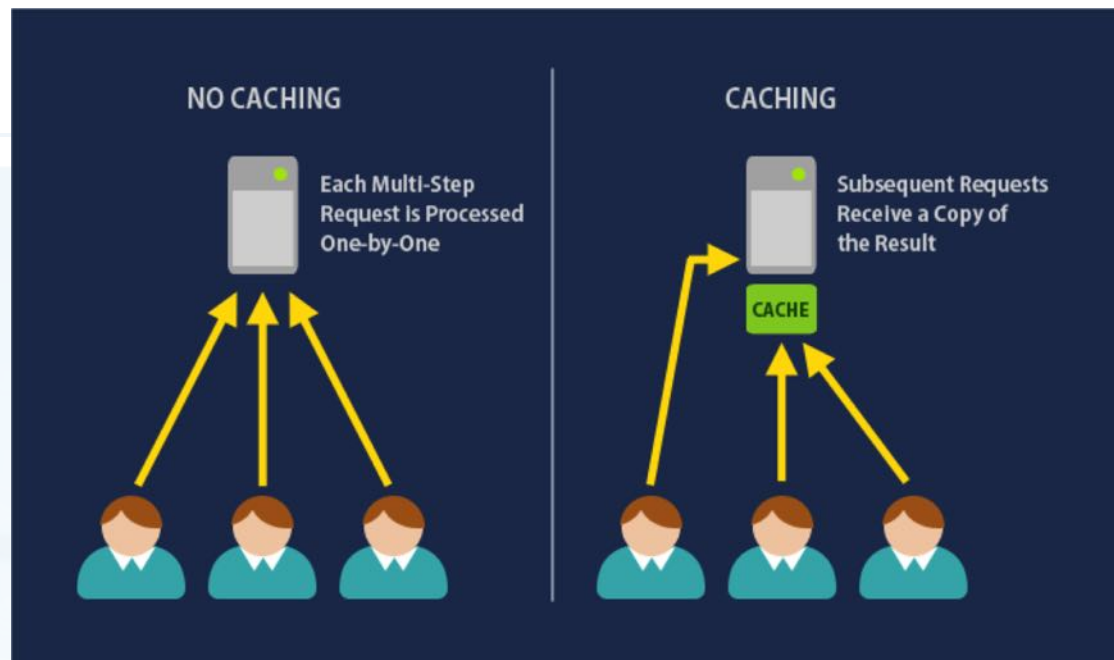 NO CACHING
Each Multi-Step
Request is Processed
One-by-One
CACHING
Subsequent Requests
Receive a Copy of
the Result
CACHE